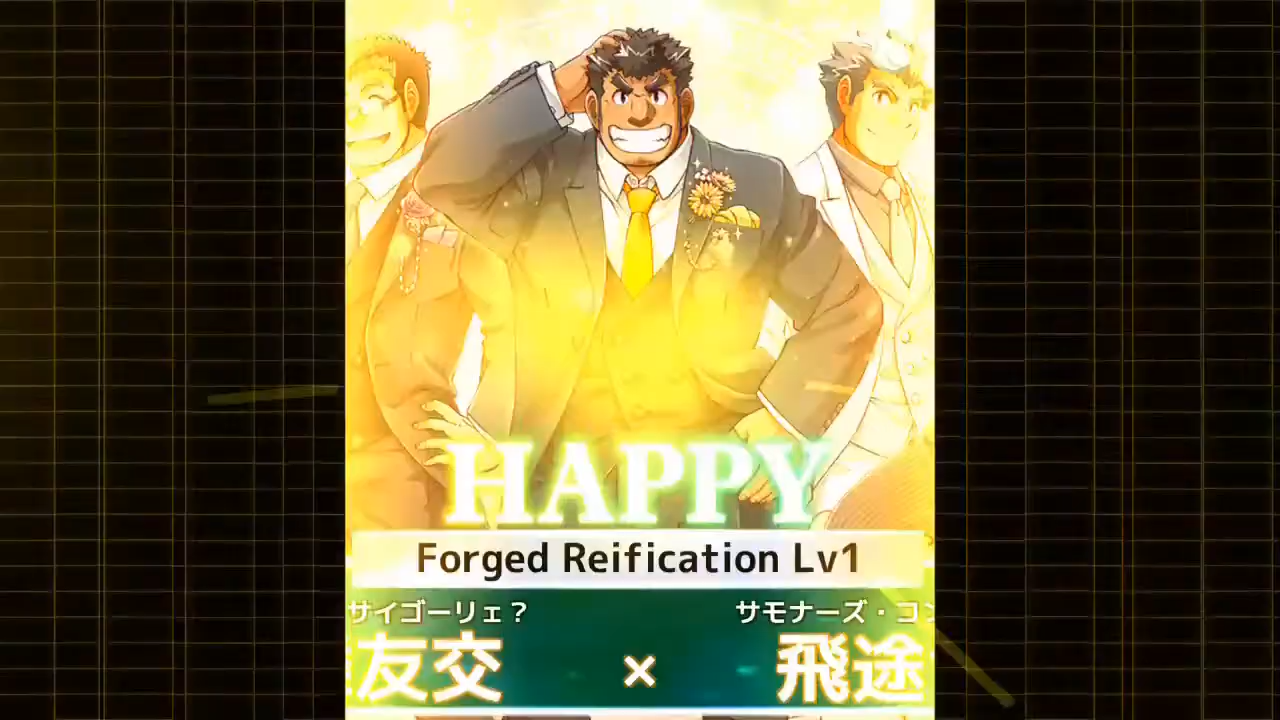 HAPPY
Forged Reification Lv1
サイゴーリェ？ サモナーズ・コン
友交 × 飛途